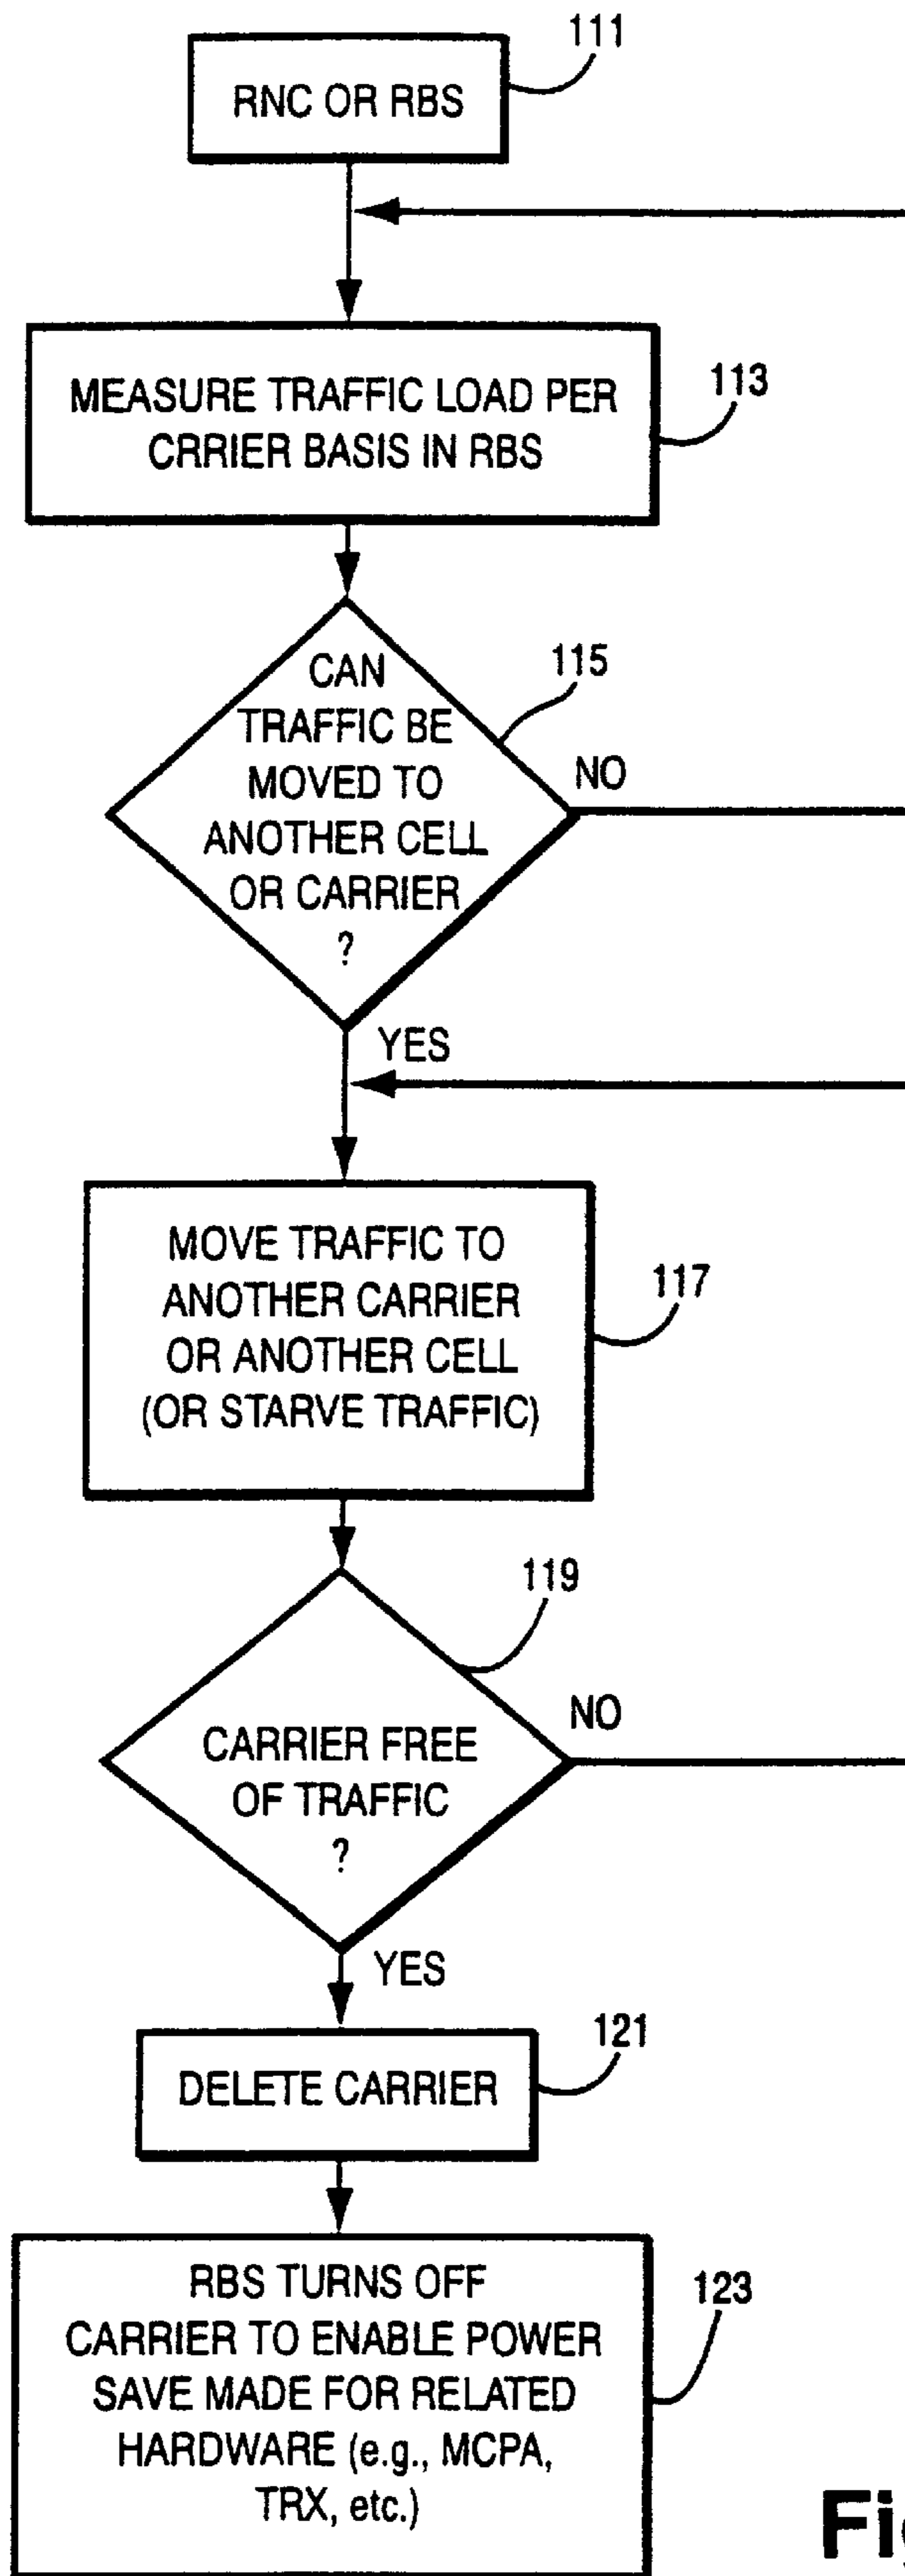 111
RNC OR RBS
MEASURE TRAFFIC LOAD PER
CRRIER BASIS IN RBS
113
CAN
TRAFFIC BE
MOVED TO
ANOTHER CELL
OR CARRIER
?
115
NO
YES
MOVE TRAFFIC TO
ANOTHER CARRIER
OR ANOTHER CELL
(OR STARVE TRAFFIC)
117
119
CARRIER FREE
OF TRAFFIC
?
NO
YES
121
DELETE CARRIER
RBS TURNS OFF
CARRIER TO ENABLE POWER
SAVE MADE FOR RELATED
HARDWARE (e.g., MCPA,
TRX, etc.)
123